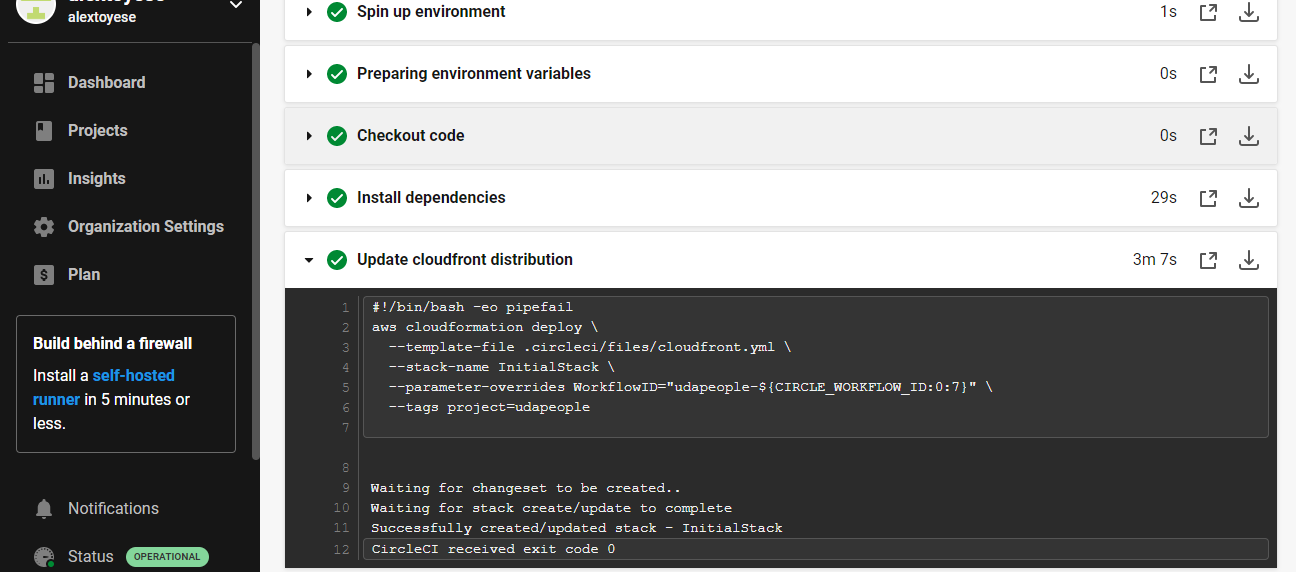 alextoyese
alextoyese
Dashboard
Projects
Insights
Organization Settings
Plan
Build behind a firewall
Install a self-hosted
runner in 5 minutes or
less.
Notifications
Status OPERATIONAL
Spin up environment 1s
Preparing environment variables 0s
Checkout code 0s
Install dependencies 29s
Update cloudfront distribution 3m 7s
1 #!/bin/bash -eo pipefail
2 aws cloudformation deploy \
3 --template-file .circleci/files/cloudfront.yml \
4 --stack-name InitialStack \
5 --parameter-overrides WorkflowID="udapeople-${CIRCLE_WORKFLOW_ID:0:7}" \
6 --tags project=udapeople
7
8
9 Waiting for changeset to be created..
10 Waiting for stack create/update to complete
11 Successfully created/updated stack - InitialStack
12 CircleCI received exit code 0